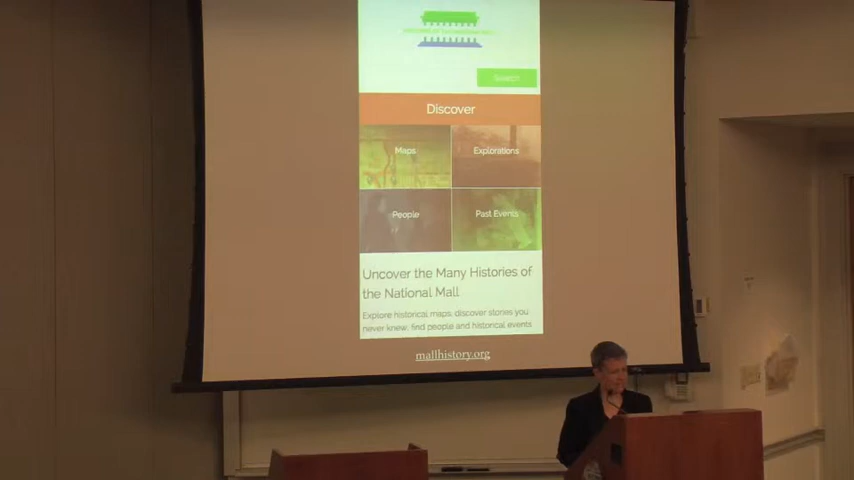 Search
Discover
Maps
Explorations
People
Past Events
Uncover the Many Histories of
the National Mall
Explore historical maps, discover stories you
never knew, find people and historical events.
mallhistory.org